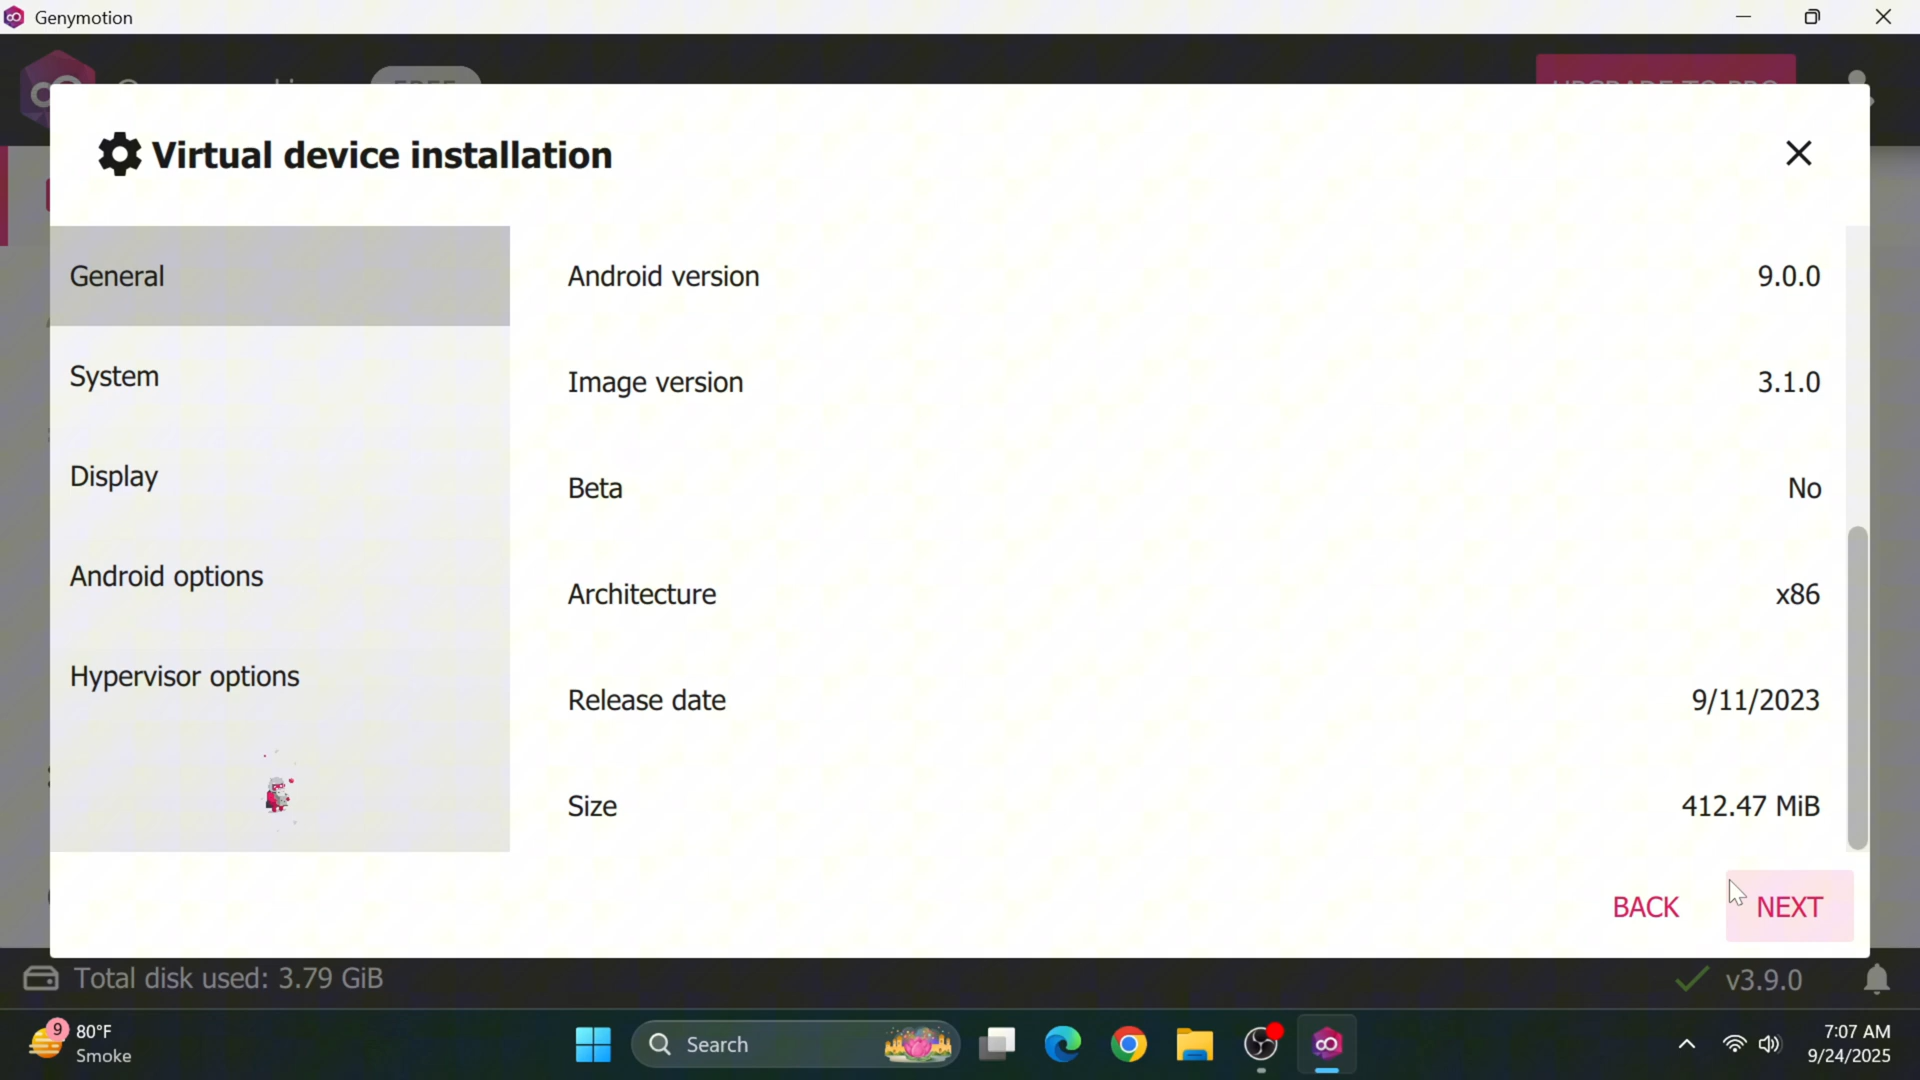 Genymotion
Virtual device installation
General
System
Display
Android options
Hypervisor options
Android version 9.0.0
Image version 3.1.0
Beta No
Architecture x86
Release date 9/11/2023
Size 412.47 MiB
BACK NEXT
Total disk used: 3.79 GiB
v3.9.0
9
80°F
Smoke
Search
7:07 AM
9/24/2025